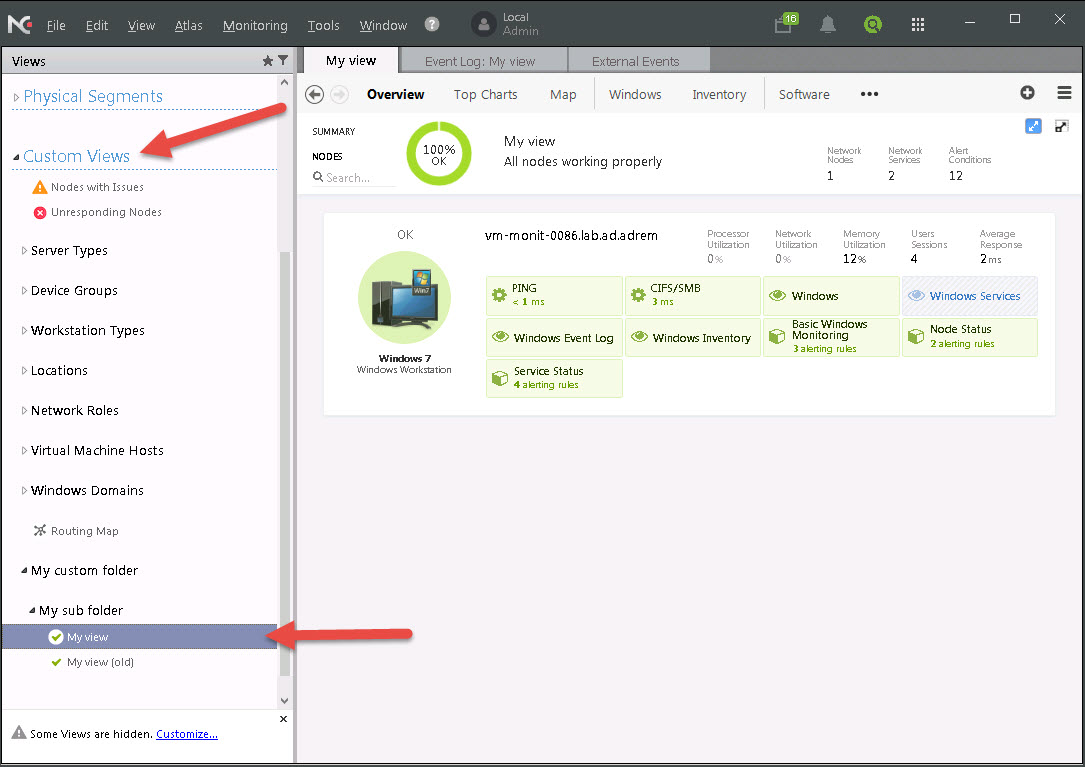 File Edit View Atlas Monitoring Tools Window ?
Local
Admin
16
Views
Physical Segments
Custom Views
Nodes with Issues
Unresponding Nodes
Server Types
Device Groups
Workstation Types
Locations
Network Roles
Virtual Machine Hosts
Windows Domains
Routing Map
My custom folder
My sub folder
My view
My view (old)
Some Views are hidden. Customize...
My view Event Log: My view External Events
Overview Top Charts Map Windows Inventory Software •••
SUMMARY
NODES
Search...
100%
OK
My view
All nodes working properly
Network
Nodes
1
Network
Services
2
Alert
Conditions
12
OK
Win7
Windows 7
Windows Workstation
vm-monit-0086.lab.ad.adrem
Processor
Utilization
0%
Network
Utilization
0%
Memory
Utilization
12%
Users
Sessions
4
Average
Response
2ms
PING
< 1 ms
CIFS/SMB
3 ms
Windows
Windows Services
Windows Event Log
Windows Inventory
Basic Windows
Monitoring
3 alerting rules
Node Status
2 alerting rules
Service Status
4 alerting rules